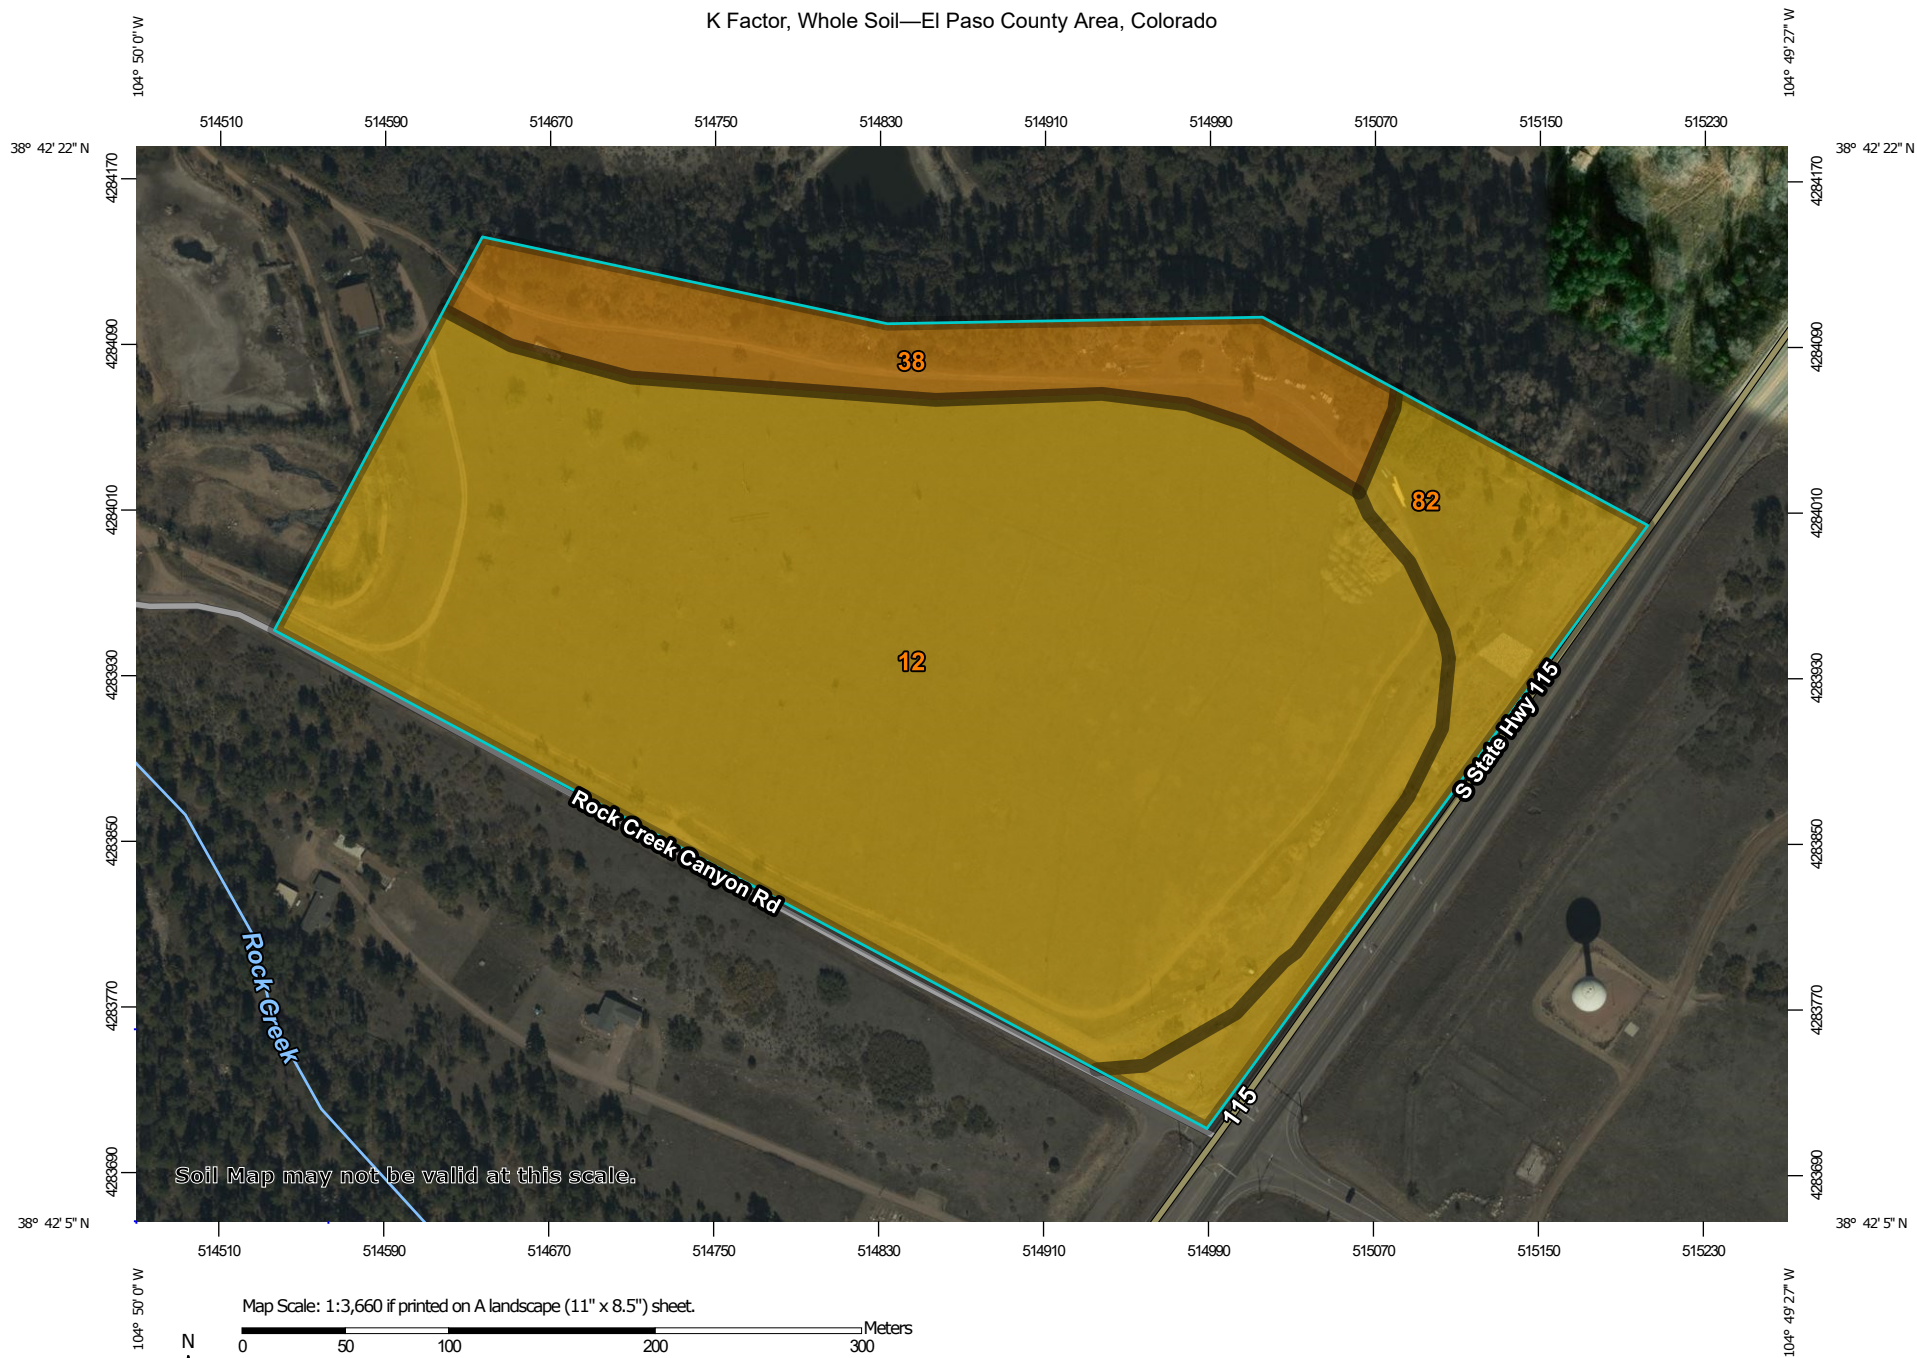 K Factor, Whole Soil—El Paso County Area, Colorado
104° 50' 0'' W
104° 49' 27'' W
514510 514590 514670 514750 514830 514910 514990 515070 515150 515230
38° 42' 22'' N
38° 42' 22'' N
4284170
4284170
4284090
4284090
38
4284010
4284010
82
12
4283930
4283930
S State Hwy 115
Rock Creek Canyon Rd
4283850
4283850
Rock Creek
4283770
4283770
115
4283690
4283690
Soil Map may not be valid at this scale.
38° 42' 5'' N
38° 42' 5'' N
514510 514590 514670 514750 514830 514910 514990 515070 515150 515230
104° 50' 0'' W
104° 49' 27'' W
Map Scale: 1:3,660 if printed on A landscape (11" x 8.5") sheet.
N
Meters
0 50 100 200 300